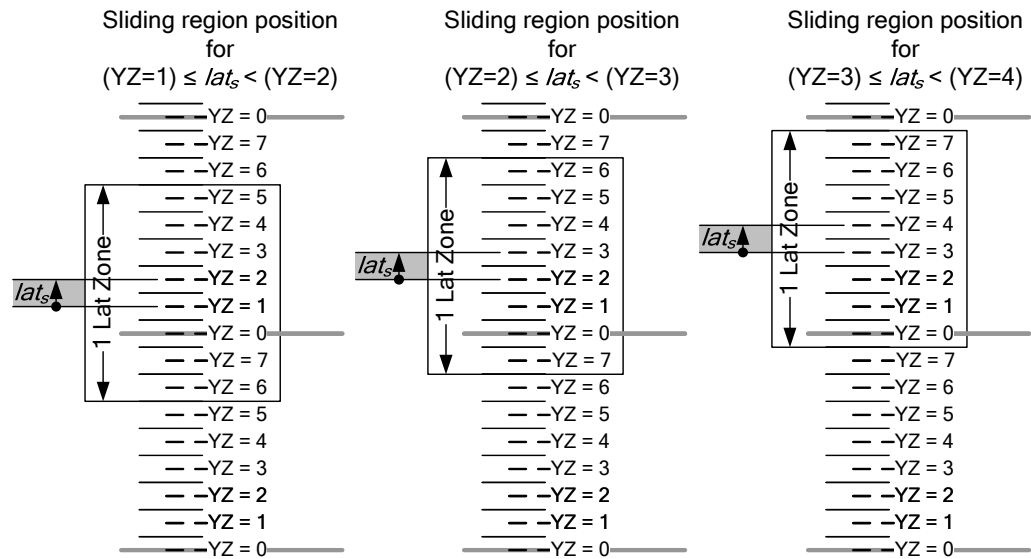 Sliding region position
for
(YZ=1) ≤ lats < (YZ=2)
YZ = 0
YZ = 7
YZ = 6
YZ = 5
YZ = 4
YZ = 3
YZ = 2
YZ = 1
YZ = 0
YZ = 7
YZ = 6
YZ = 5
YZ = 4
YZ = 3
YZ = 2
YZ = 1
YZ = 0
1 Lat Zone
lats
Sliding region position
for
(YZ=2) ≤ lats < (YZ=3)
YZ = 0
YZ = 7
YZ = 6
YZ = 5
YZ = 4
YZ = 3
YZ = 2
YZ = 1
YZ = 0
YZ = 7
YZ = 6
YZ = 5
YZ = 4
YZ = 3
YZ = 2
YZ = 1
YZ = 0
1 Lat Zone
lats
Sliding region position
for
(YZ=3) ≤ lats < (YZ=4)
YZ = 0
YZ = 7
YZ = 6
YZ = 5
YZ = 4
YZ = 3
YZ = 2
YZ = 1
YZ = 0
YZ = 7
YZ = 6
YZ = 5
YZ = 4
YZ = 3
YZ = 2
YZ = 1
YZ = 0
1 Lat Zone
lats